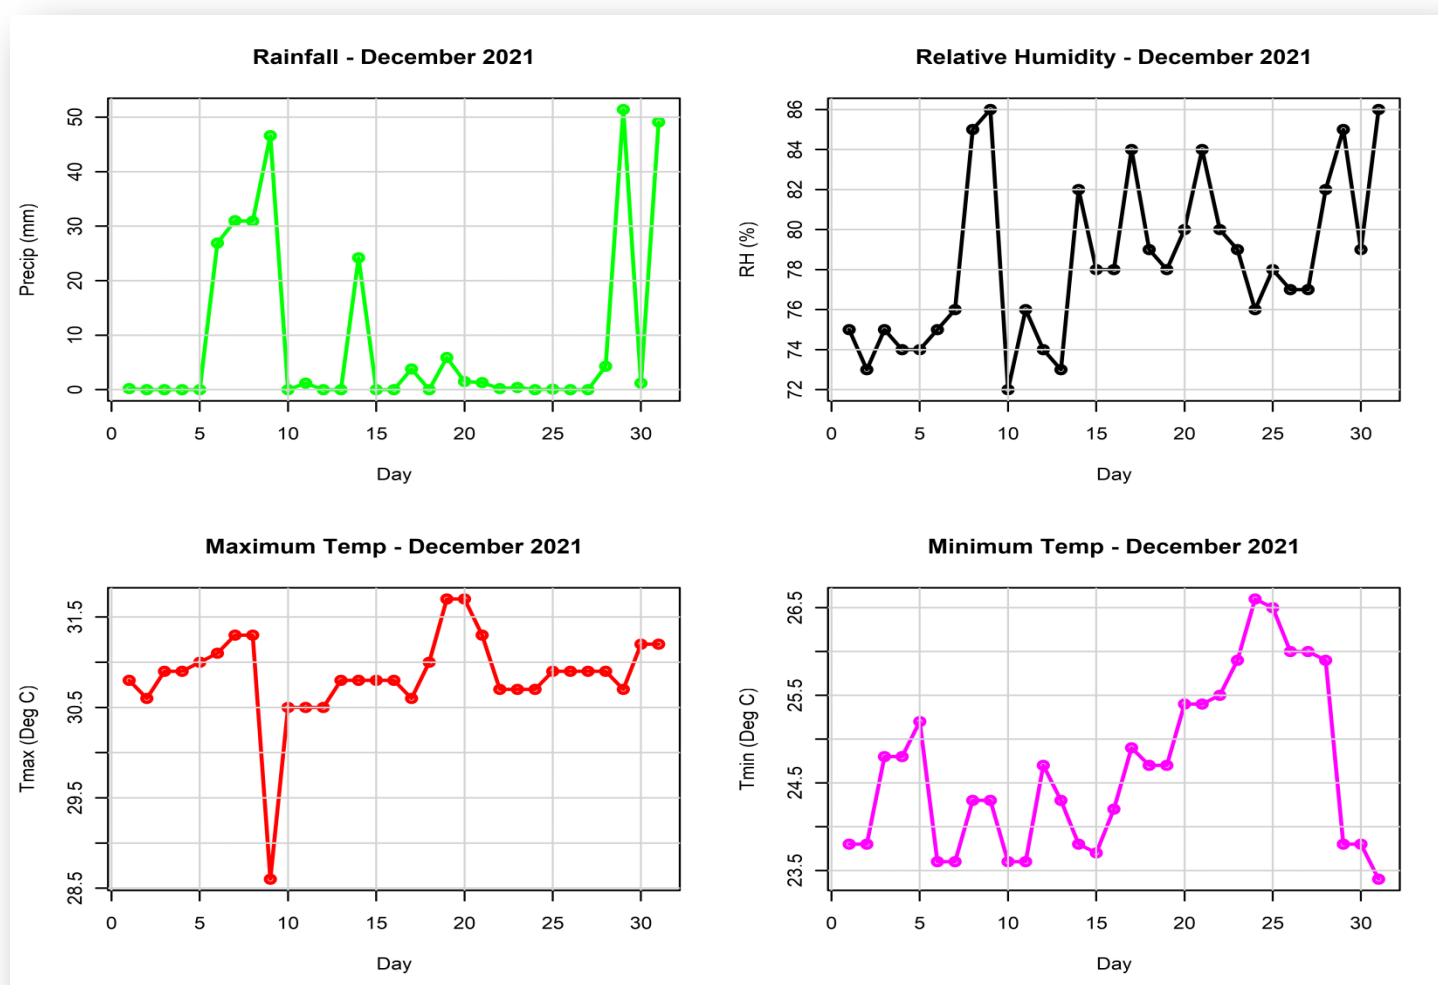 Rainfall - December 2021
Precip (mm)
50
40
30
20
10
0
0 5 10 15 20 25 30
Day
Relative Humidity - December 2021
RH (%)
86
84
82
80
78
76
74
72
0 5 10 15 20 25 30
Day
Maximum Temp - December 2021
Tmax (Deg C)
31.5
30.5
29.5
28.5
0 5 10 15 20 25 30
Day
Minimum Temp - December 2021
Tmin (Deg C)
26.5
25.5
24.5
23.5
0 5 10 15 20 25 30
Day